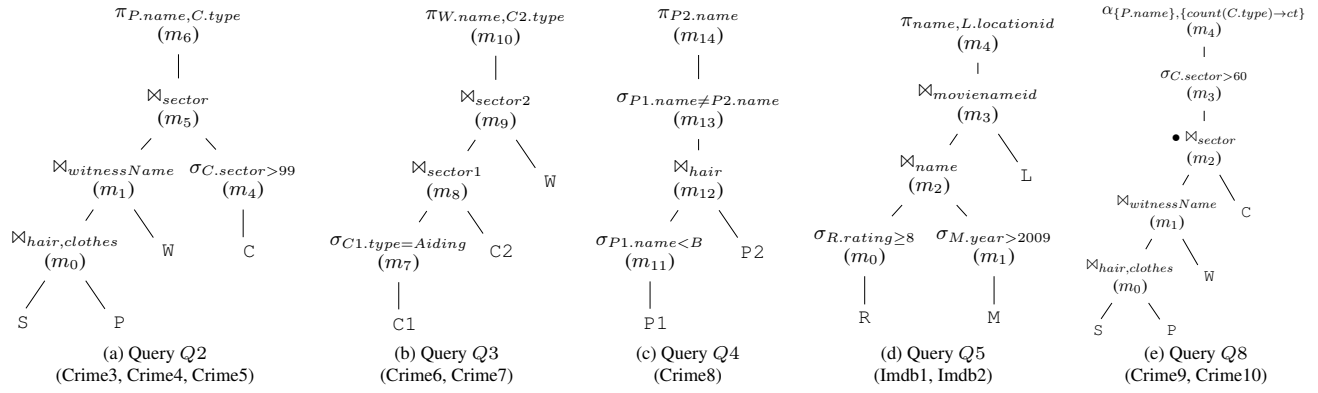 π_{P.name,C.type}
(m₆)
⋈_{sector}
(m₅)
⋈_{witnessName} σ_{C.sector>99}
(m₁) (m₄)
⋈_{hair,clothes}
(m₀) W C
S P
(a) Query Q2
(Crime3, Crime4, Crime5)
π_{W.name,C2.type}
(m₁₀)
⋈_{sector2}
(m₉)
⋈_{sector1}
(m₈) W
σ_{C1.type=Aiding}
(m₇) C2
C1
(b) Query Q3
(Crime6, Crime7)
π_{P2.name}
(m₁₄)
σ_{P1.name≠P2.name}
(m₁₃)
⋈_{hair}
(m₁₂)
σ_{P1.name<B}
(m₁₁) P2
P1
(c) Query Q4
(Crime8)
π_{name,L.locationid}
(m₄)
⋈_{movienameid}
(m₃)
⋈_{name}
(m₂) L
σ_{R.rating≥8} σ_{M.year>2009}
(m₀) (m₁)
R M
(d) Query Q5
(Imdb1, Imdb2)
α_{{P.name},{count(C.type)→ct}}
(m₄)
σ_{C.sector>60}
(m₃)
• ⋈_{sector}
(m₂)
⋈_{witnessName} C
(m₁)
⋈_{hair,clothes} W
(m₀)
S P
(e) Query Q8
(Crime9, Crime10)